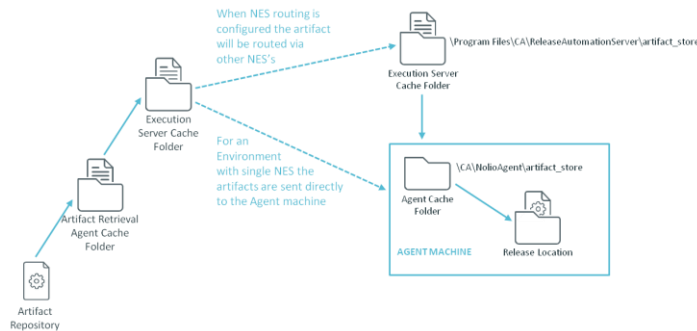 When NES routing is
configured the artifact
will be routed via
other NES's
\Program Files\CA\ReleaseAutomationServer\artifact_store
Execution Server
Cache Folder
Execution
Server Cache
Folder
For an
Environment
with single NES the
artifacts are sent directly
to the Agent machine
\CA\NolioAgent\artifact_store
Agent Cache
Folder
Artifact Retrieval
Agent Cache
Folder
AGENT MACHINE
Release Location
Artifact
Repository